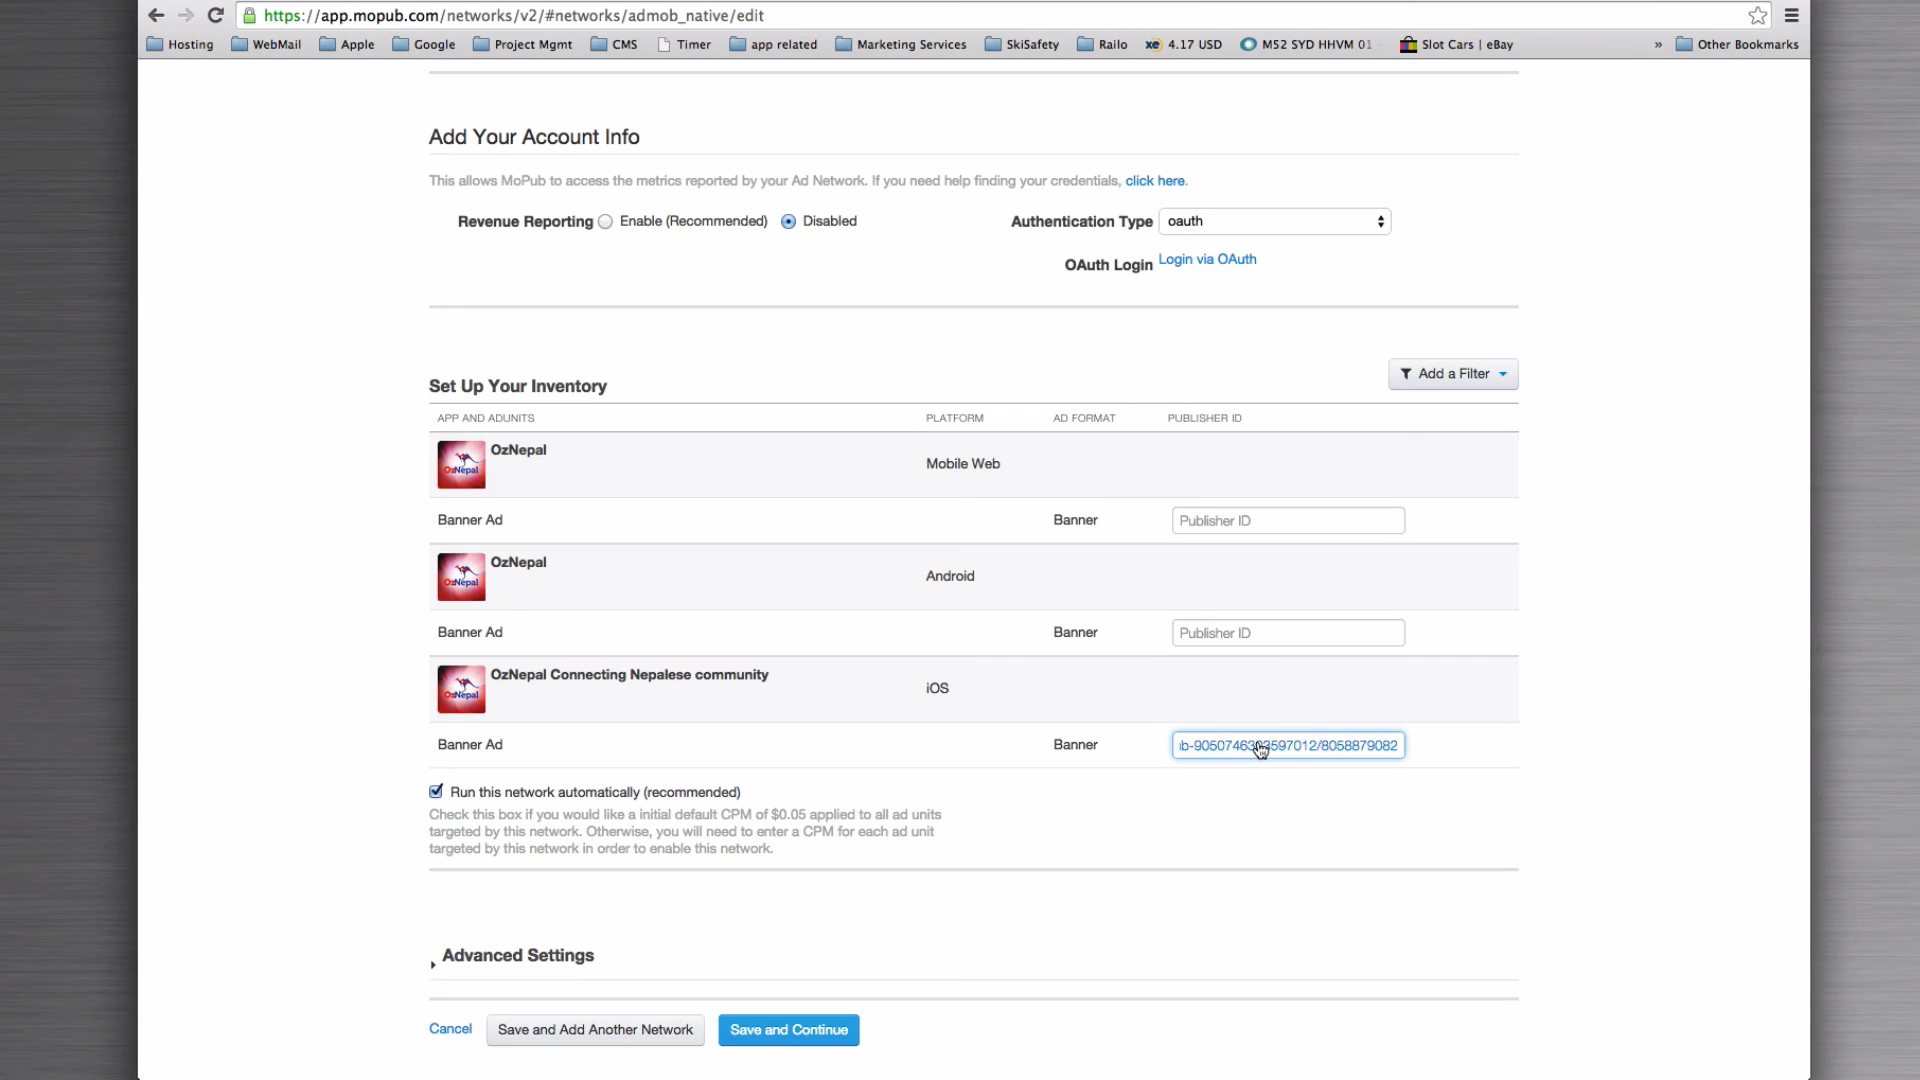 https://app.mopub.com/networks/v2/#networks/admob_native/edit
Hosting WebMail Apple Google Project Mgmt CMS Timer app related Marketing Services SkiSafety Railo xe 4.17 USD M52 SYD HHVM 01 Slot Cars | eBay » Other Bookmarks
Add Your Account Info
This allows MoPub to access the metrics reported by your Ad Network. If you need help finding your credentials, click here.
Revenue Reporting Enable (Recommended) Disabled Authentication Type oauth
OAuth Login Login via OAuth
Add a Filter
Set Up Your Inventory
APP AND ADUNITS PLATFORM AD FORMAT PUBLISHER ID
OzNepal
OzNepal Mobile Web
Banner Ad Banner Publisher ID
OzNepal
OzNepal Android
Banner Ad Banner Publisher ID
OzNepal Connecting Nepalese community
OzNepal iOS
Banner Ad Banner
Run this network automatically (recommended)
Check this box if you would like a initial default CPM of $0.05 applied to all ad units
targeted by this network. Otherwise, you will need to enter a CPM for each ad unit
targeted by this network in order to enable this network.
Advanced Settings
Cancel Save and Add Another Network Save and Continue